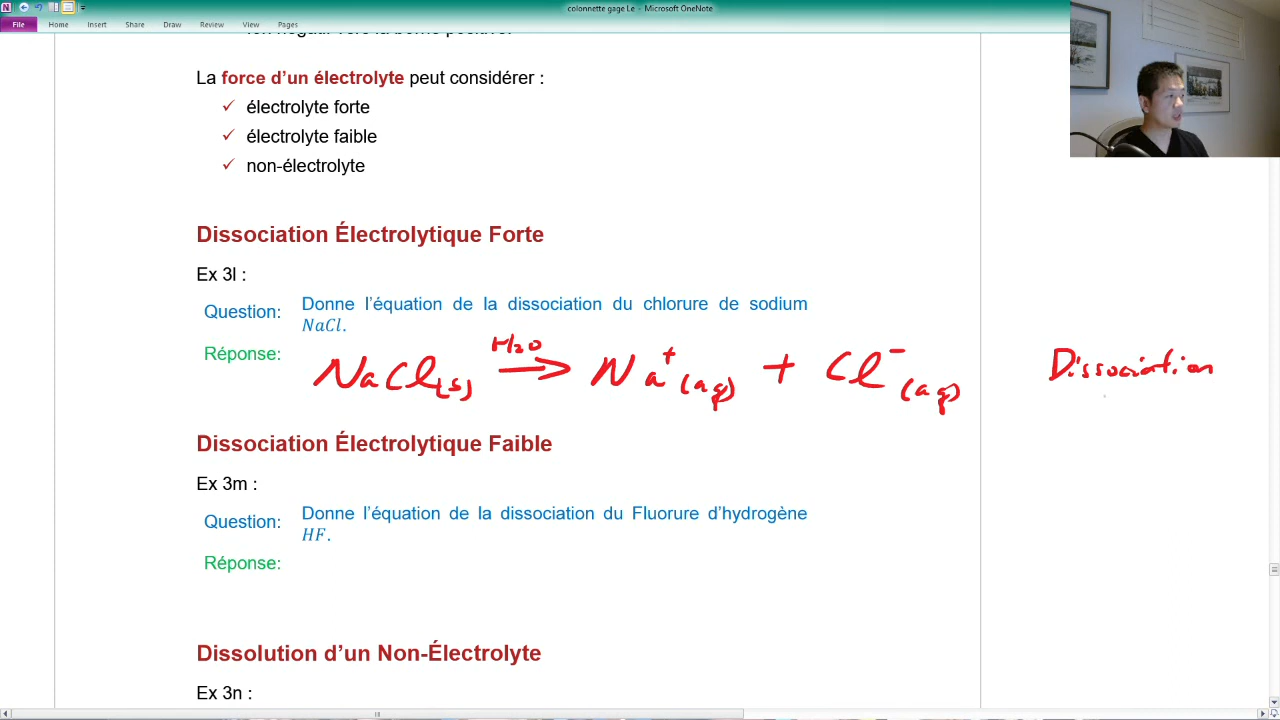 colonnette gage Le - Microsoft OneNote
File Home Insert Share Draw Review View Pages
La force d'un électrolyte peut considérer :
✓ électrolyte forte
✓ électrolyte faible
✓ non-électrolyte
Dissociation Électrolytique Forte
Ex 3l :
Question: Donne l'équation de la dissociation du chlorure de sodium
NaCl.
Réponse:
H₂O
NaCl(s) → Na⁺(aq) + Cl⁻(aq)
Dissociation
Dissociation Électrolytique Faible
Ex 3m :
Question: Donne l'équation de la dissociation du Fluorure d'hydrogène
HF.
Réponse:
Dissolution d'un Non-Électrolyte
Ex 3n :